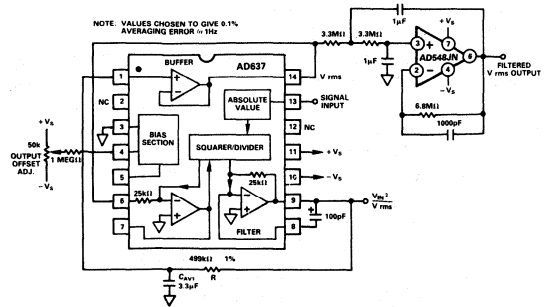 NOTE. VALUES CHOSEN TO GIVE 0.1%
AVERAGING ERROR @ 1Hz
1µF
3.3MΩ
3.3MΩ
+VS
1µF
3
7
AD548JN
6
2
4
-VS
FILTERED
V rms OUTPUT
6.8MΩ
1000pF
BUFFER
AD637
1
14
V rms
NC
2
ABSOLUTE
VALUE
13
SIGNAL
INPUT
3
12
NC
BIAS
SECTION
SQUARER/DIVIDER
+VS
50k
OUTPUT
OFFSET
ADJ.
-VS
1 MEGΩ
4
11
+VS
5
10
-VS
25kΩ
25kΩ
6
9
VIN²
V rms
7
FILTER
8
100pF
499kΩ 1%
R
CAV1
3.3µF